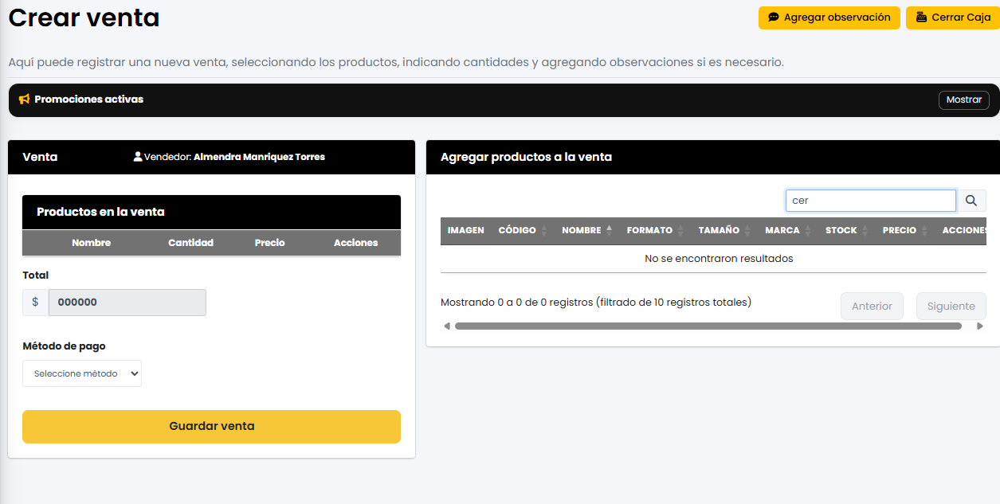 Crear venta
Agregar observación
Cerrar Caja
Aquí puede registrar una nueva venta, seleccionando los productos, indicando cantidades y agregando observaciones si es necesario.
Promociones activas
Mostrar
Venta
Vendedor: Almendra Manriquez Torres
Productos en la venta
Nombre Cantidad Precio Acciones
Total
$ 000000
Método de pago
Seleccione método
Guardar venta
Agregar productos a la venta
cer
IMAGEN CÓDIGO NOMBRE FORMATO TAMAÑO MARCA STOCK PRECIO ACCIONES
No se encontraron resultados
Mostrando 0 a 0 de 0 registros (filtrado de 10 registros totales)
Anterior
Siguiente